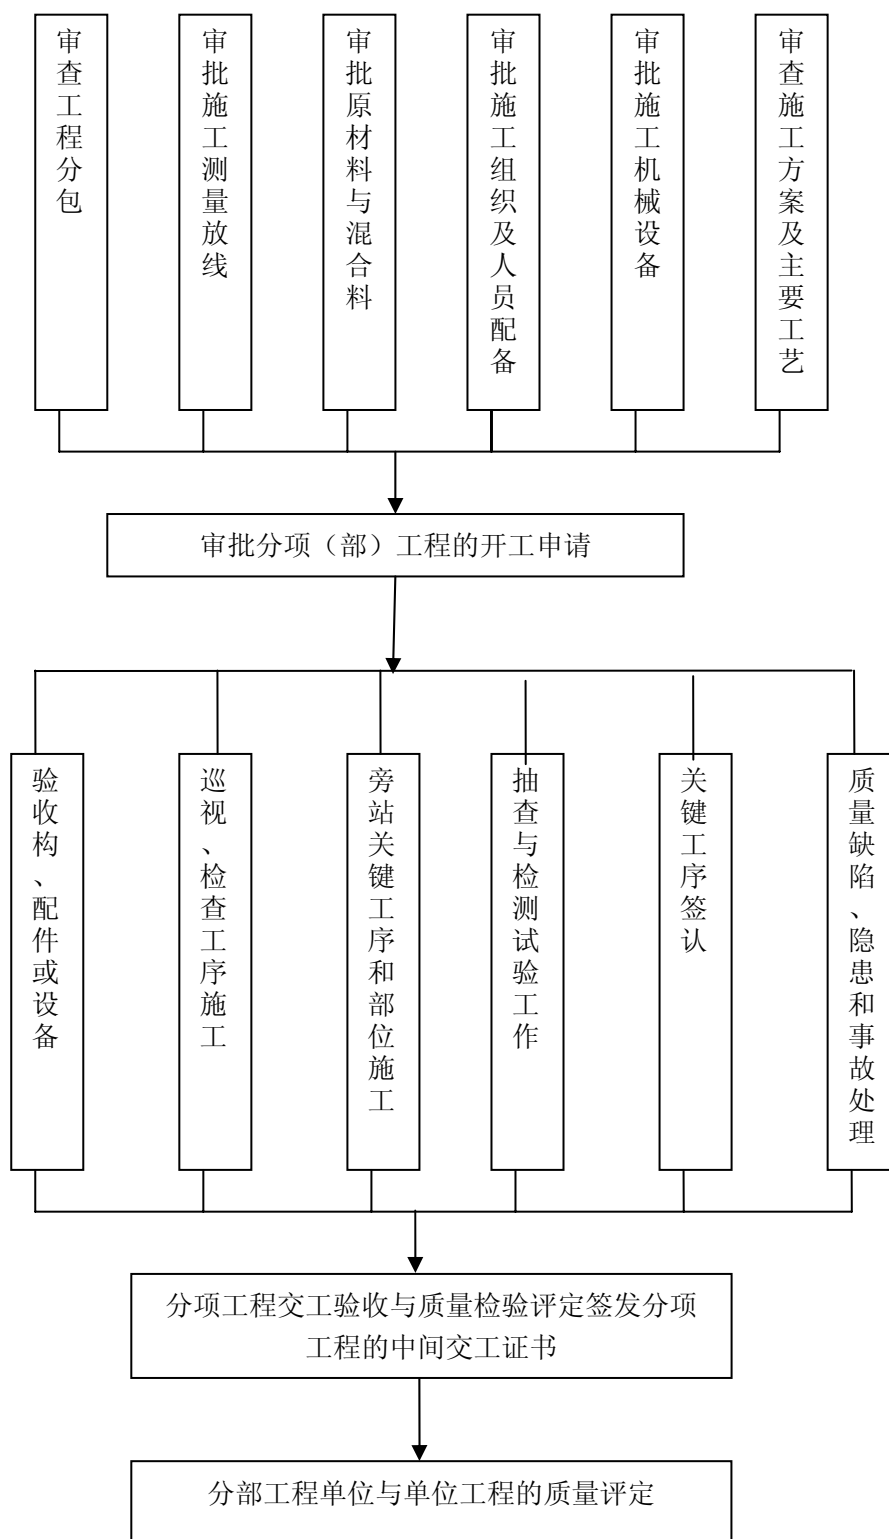 审查工程分包
审批施工测量放线
审批原材料与混合料
审批施工组织及人员配备
审批施工机械设备
审查施工方案及主要工艺
审批分项（部）工程的开工申请
验收构、配件或设备
巡视、检查工序施工
旁站关键工序和部位施工
抽查与检测试验工作
关键工序签认
质量缺陷、隐患和事故处理
分项工程交工验收与质量检验评定签发分项
工程的中间交工证书
分部工程单位与单位工程的质量评定